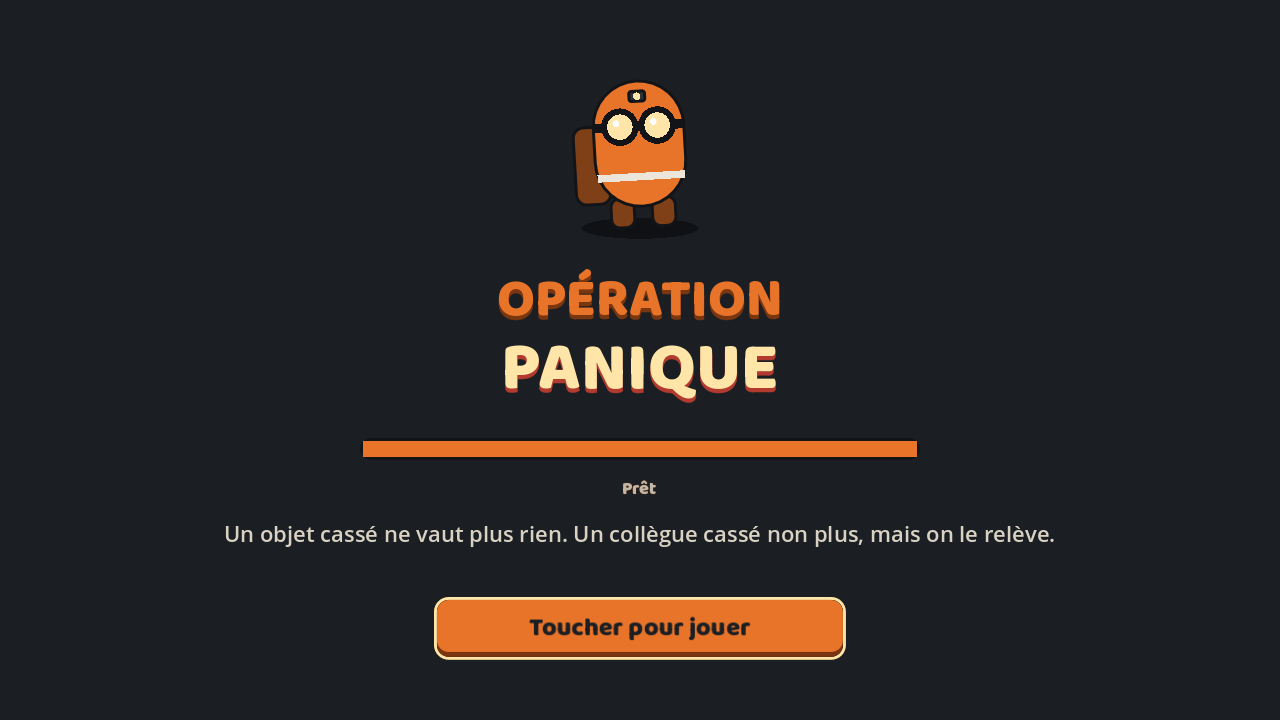 OPÉRATION
PANIQUE
Prêt
Un objet cassé ne vaut plus rien. Un collègue cassé non plus, mais on le relève.
Toucher pour jouer